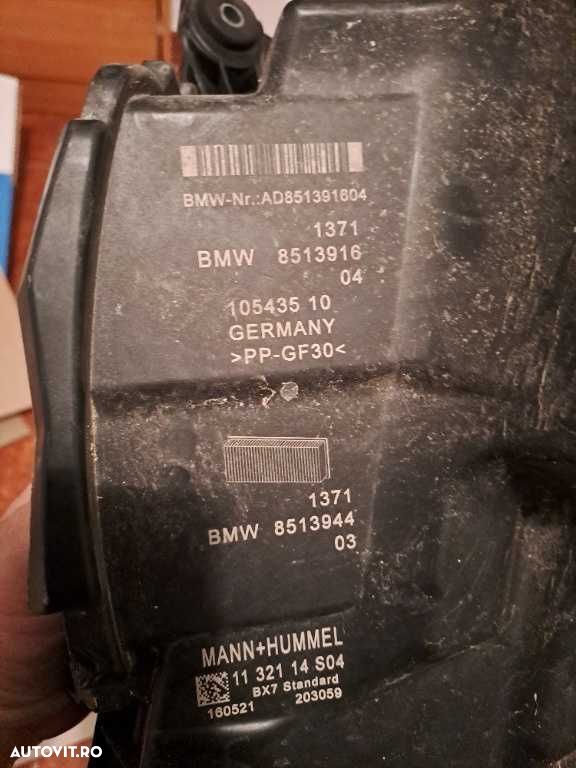 BMW-Nr.:AD851391604
1371
BMW 8513916
04
105435 10
GERMANY
>PP-GF30<
1371
BMW 8513944
03
MANN+HUMMEL
11 321 14 S04
BX7 Standard
160521 203059
AUTOVIT.RO